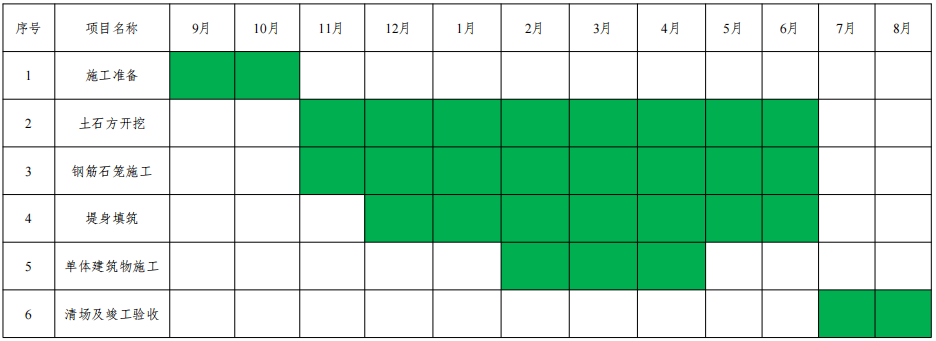 序号 项目名称 9月 10月 11月 12月 1月 2月 3月 4月 5月 6月 7月 8月
1 施工准备
2 土石方开挖
3 钢筋石笼施工
4 堤身填筑
5 单体建筑物施工
6 清场及竣工验收